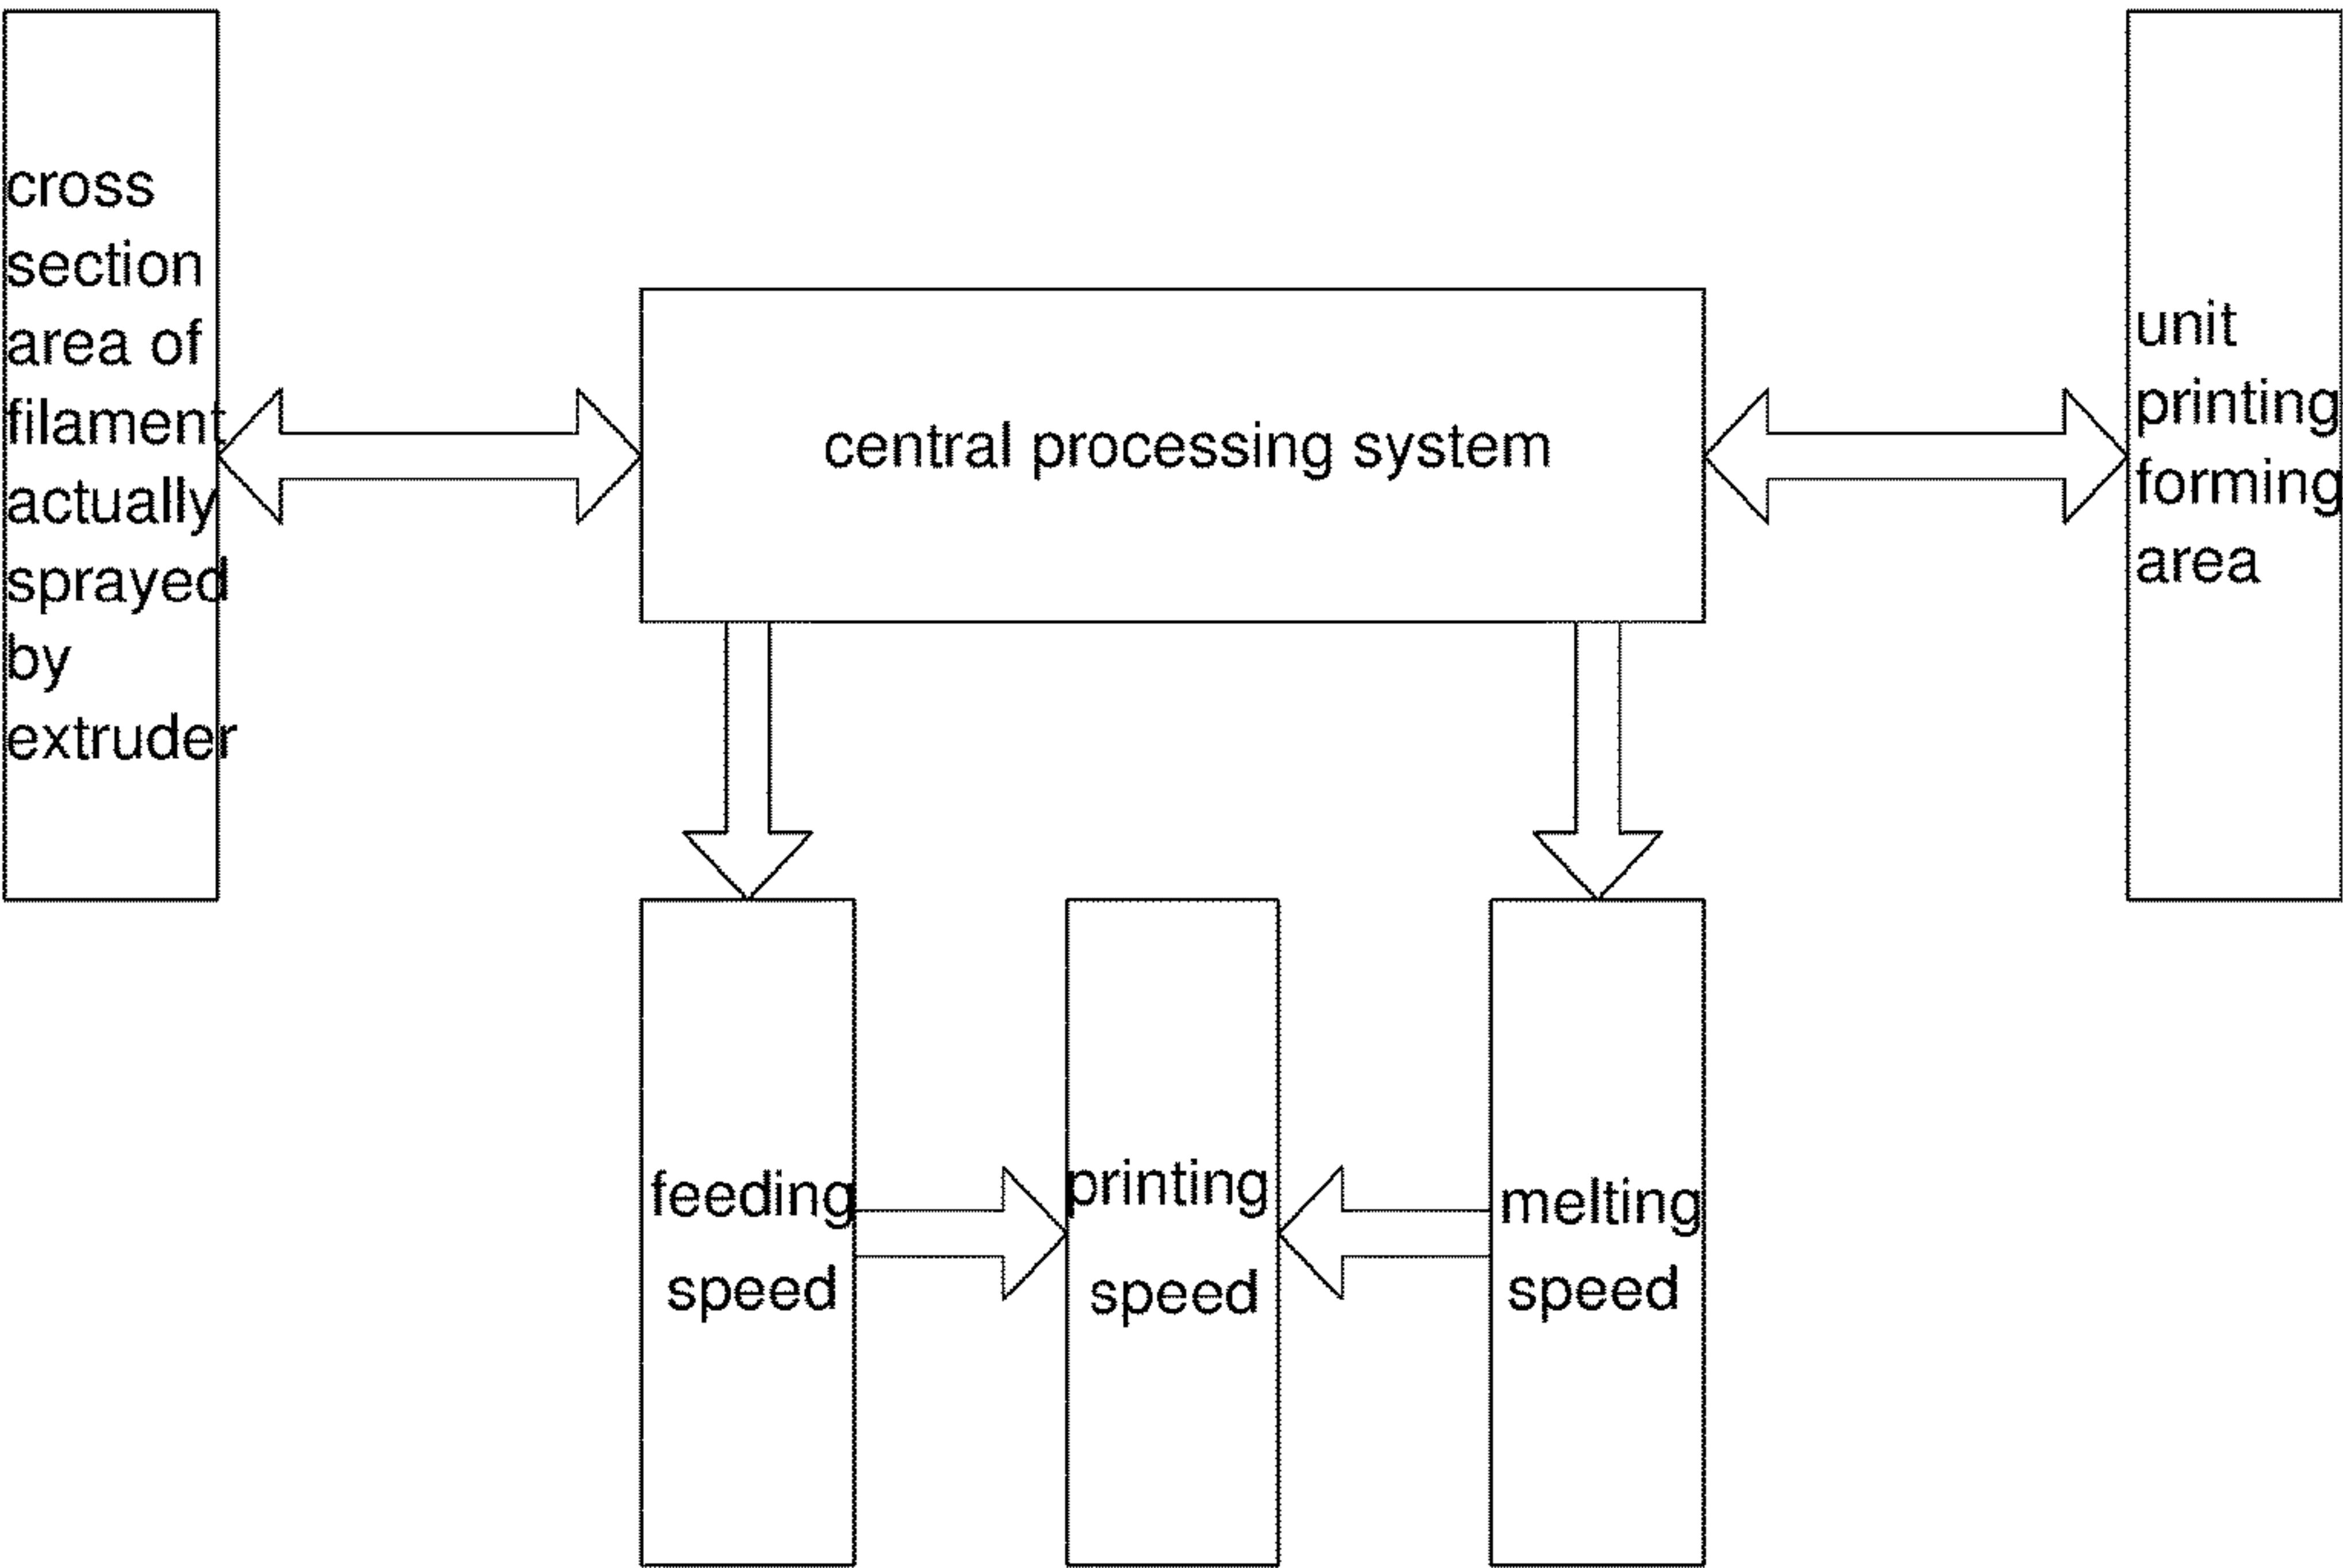 cross
section
area of
filament
actually
sprayed
by
extruder
central processing system
unit
printing
forming
area
feeding
speed
printing
speed
melting
speed